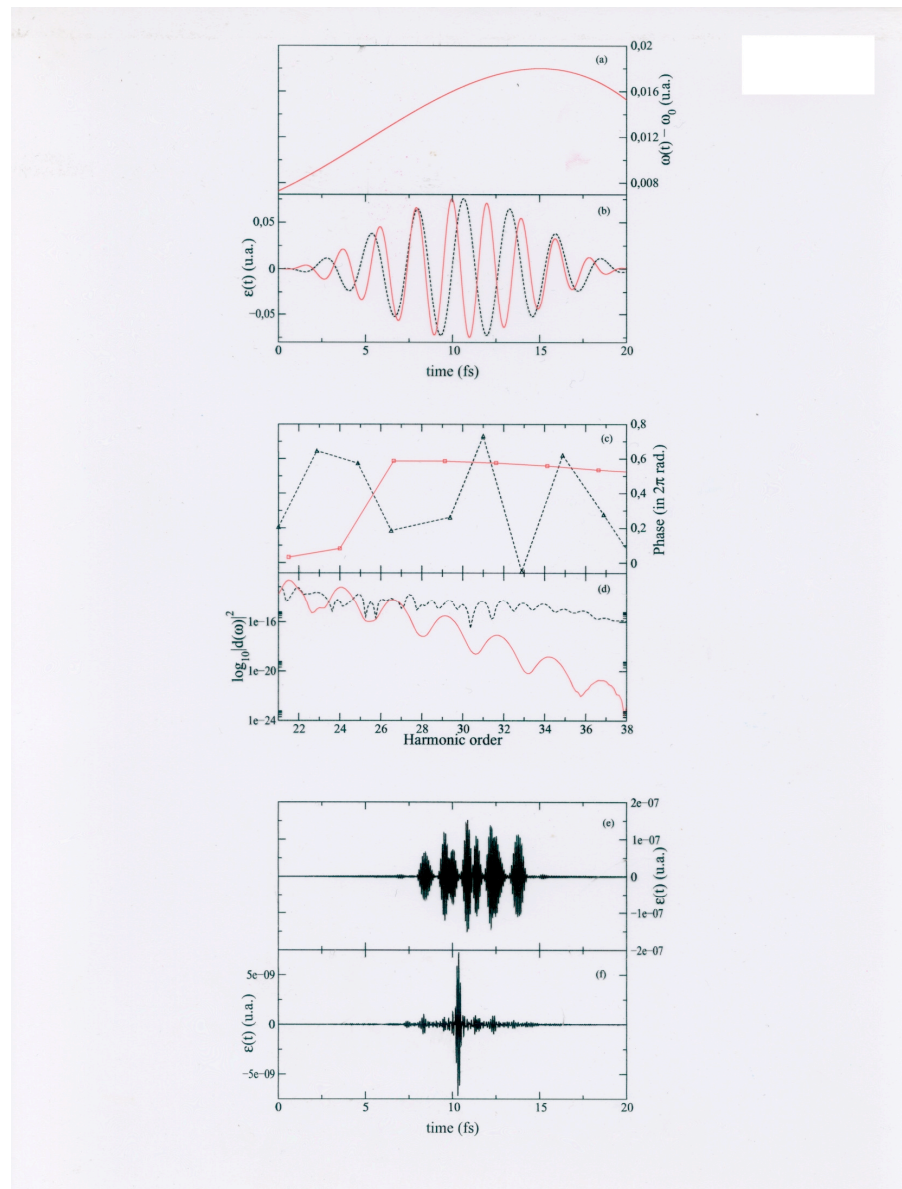 0,02
(a)
0,016
0,012
0,008
ω(t) − ω₀ (u.a.)
(b)
0,05
0
−0,05
ε(t) (u.a.)
0 5 10 15 20
time (fs)
0,8
(c)
0,6
0,4
0,2
0
Phase (in 2π rad.)
(d)
1e−16
1e−20
1e−24
log₁₀|d(ω)|²
22 24 26 28 30 32 34 36 38
Harmonic order
2e−07
(e)
1e−07
0
−1e−07
−2e−07
ε(t) (u.a.)
(f)
5e−09
0
−5e−09
ε(t) (u.a.)
0 5 10 15 20
time (fs)